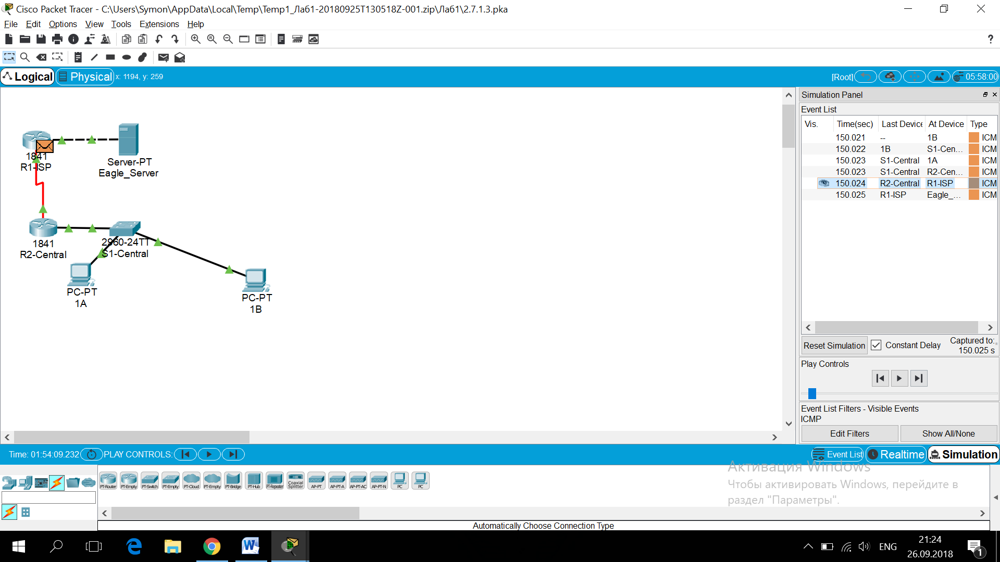 Cisco Packet Tracer - C:\Users\Symon\AppData\Local\Temp\Temp1_Лаб1-20180925T130518Z-001.zip\Лаб1\2.7.1.3.pka
File Edit Options View Tools Extensions Help
?
Logical Physical x: 1194, y: 259 [Root] 05:58:00
Simulation Panel
Event List
Vis. Time(sec) Last Device At Device Type
150.021 -- 1B ICM
150.022 1B S1-Cen... ICM
150.023 S1-Central 1A ICM
150.023 S1-Central R2-Cen... ICM
150.024 R2-Central R1-ISP ICM
150.025 R1-ISP Eagle_... ICM
1841
R1-ISP
Server-PT
Eagle_Server
1841
R2-Central
2960-24TT
S1-Central
PC-PT
1A
PC-PT
1B
Reset Simulation Constant Delay Captured to:*
150.025 s
Play Controls
Event List Filters - Visible Events
ICMP
Edit Filters Show All/None
Time: 01:54:09.232 PLAY CONTROLS: Event List Realtime Simulation
PT-Router PT-Empty PT-Switch PT-Empty PT-Cloud PT-Empty PT-Bridge PT-Hub PT-Repeater Coaxial Splitter AP-PT AP-PT-A AP-PT-AC AP-PT-N PC PC
Активация Windows
Чтобы активировать Windows, перейдите в
раздел "Параметры".
Automatically Choose Connection Type
ENG
21:24
26.09.2018
1